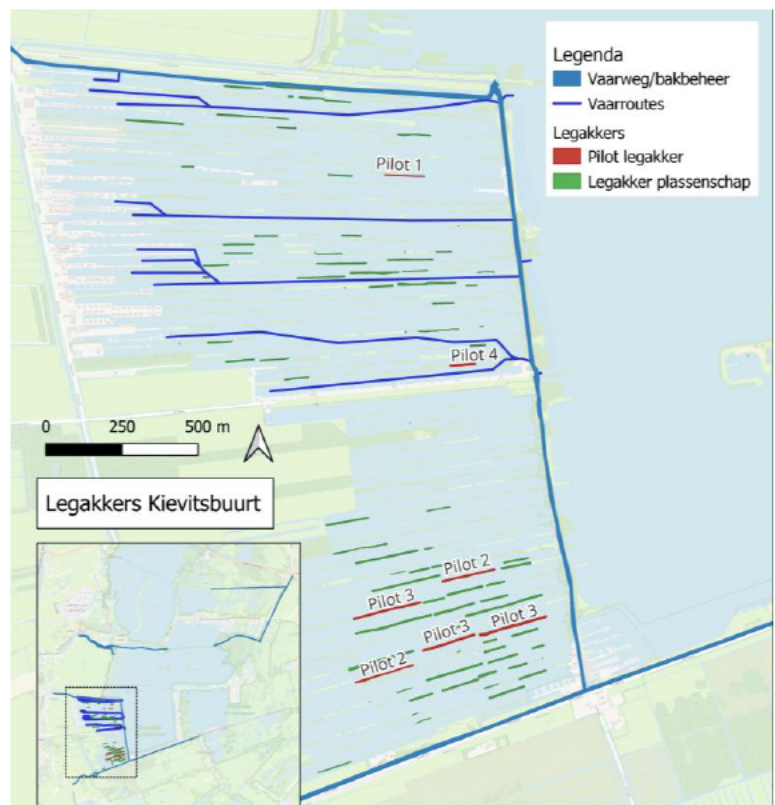 Legenda
Vaarweg/bakbeheer
Vaarroutes
Legakkers
Pilot legakker
Legakker plassenschap
Pilot 1
Pilot 4
0 250 500 m
Legakkers Kievitsbuurt
Pilot 2
Pilot 3
Pilot 3
Pilot 3
Pilot 2